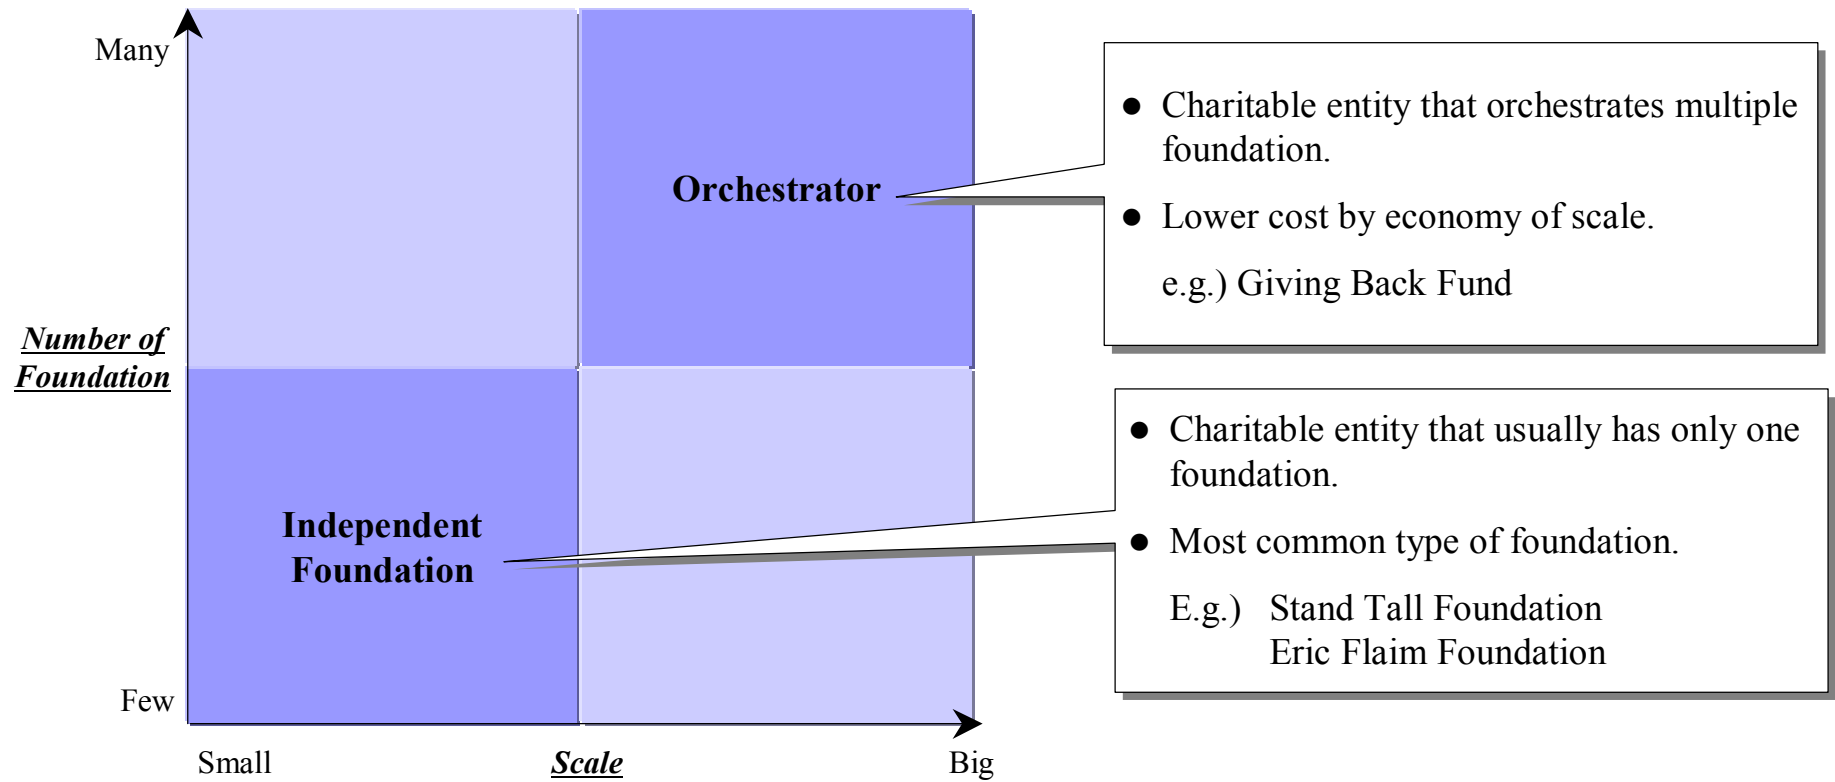 Many
Number of
Foundation
Few
Small
Scale
Big
Orchestrator
Independent
Foundation
● Charitable entity that orchestrates multiple
foundation.
● Lower cost by economy of scale.
e.g.) Giving Back Fund
● Charitable entity that usually has only one
foundation.
● Most common type of foundation.
E.g.) Stand Tall Foundation
Eric Flaim Foundation